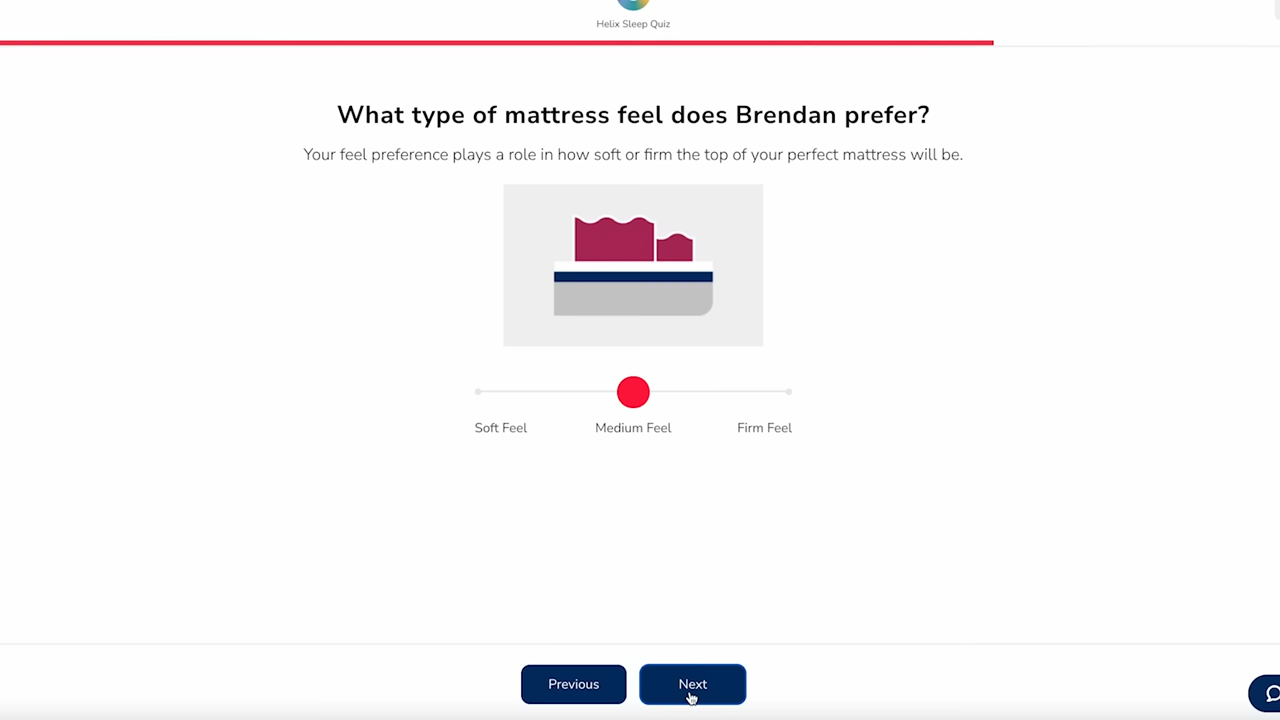 Helix Sleep Quiz
What type of mattress feel does Brendan prefer?
Your feel preference plays a role in how soft or firm the top of your perfect mattress will be.
Soft Feel Medium Feel Firm Feel
Previous Next